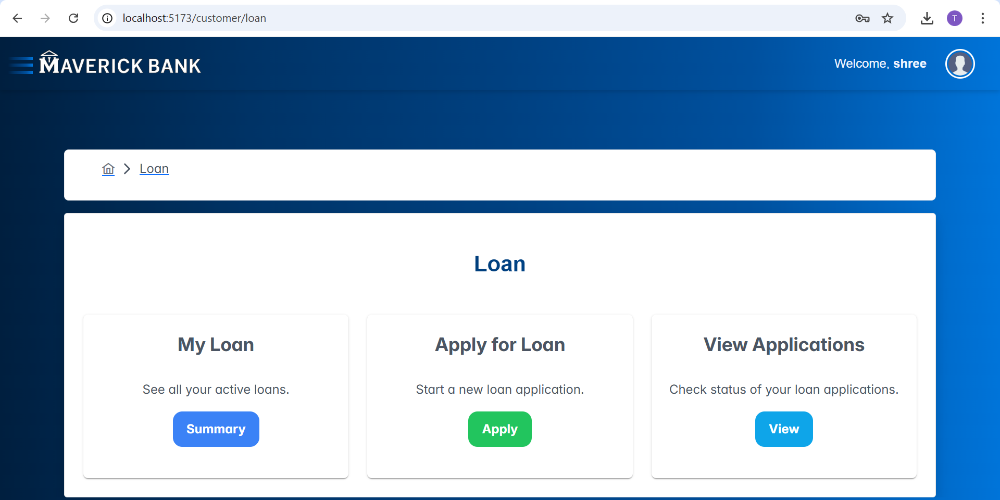 localhost:5173/customer/loan
T
MAVERICK BANK
Welcome, shree
Loan
Loan
My Loan
See all your active loans.
Summary
Apply for Loan
Start a new loan application.
Apply
View Applications
Check status of your loan applications.
View